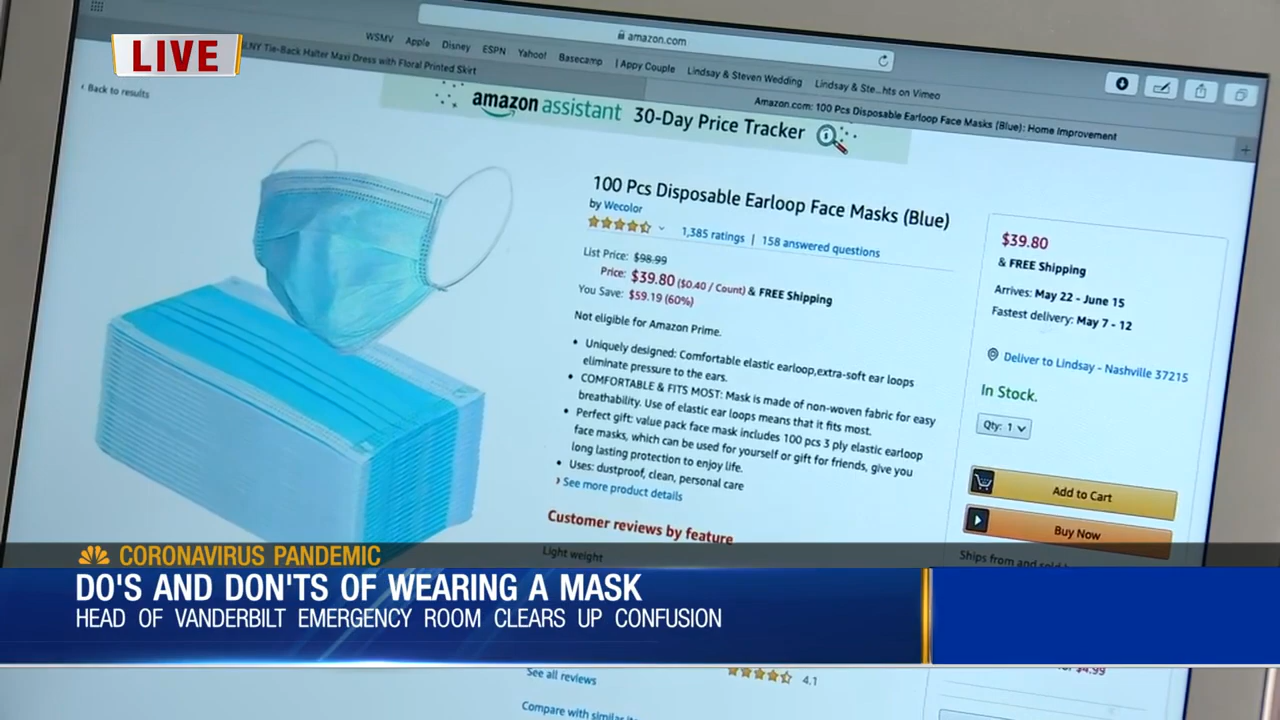 LIVE
amazon.com
WSMV Apple Disney ESPN Yahoo! Basecamp Appy Couple Lindsay & Steven Wedding Lindsay & Ste...hts on Vimeo
NY Tie-Back Halter Maxi Dress with Floral Printed Skirt
Amazon.com: 100 Pcs Disposable Earloop Face Masks (Blue): Home Improvement
‹ Back to results
amazon assistant 30-Day Price Tracker
100 Pcs Disposable Earloop Face Masks (Blue)
by Wecolor
1,385 ratings | 158 answered questions
List Price: $98.99
Price: $39.80 ($0.40 / Count) & FREE Shipping
You Save: $59.19 (60%)
Not eligible for Amazon Prime.
• Uniquely designed: Comfortable elastic earloop,extra-soft ear loops
eliminate pressure to the ears.
• COMFORTABLE & FITS MOST: Mask is made of non-woven fabric for easy
breathability. Use of elastic ear loops means that it fits most.
• Perfect gift: value pack face mask includes 100 pcs 3 ply elastic earloop
face masks, which can be used for yourself or gift for friends, give you
long lasting protection to enjoy life.
• Uses: dustproof, clean, personal care
› See more product details
Customer reviews by feature
Light weight
$39.80
& FREE Shipping
Arrives: May 22 - June 15
Fastest delivery: May 7 - 12
Deliver to Lindsay - Nashville 37215
In Stock.
Qty: 1
Add to Cart
Buy Now
Ships from and
CORONAVIRUS PANDEMIC
DO'S AND DON'TS OF WEARING A MASK
HEAD OF VANDERBILT EMERGENCY ROOM CLEARS UP CONFUSION
4.1
See all reviews
Compare with similar
$4.99